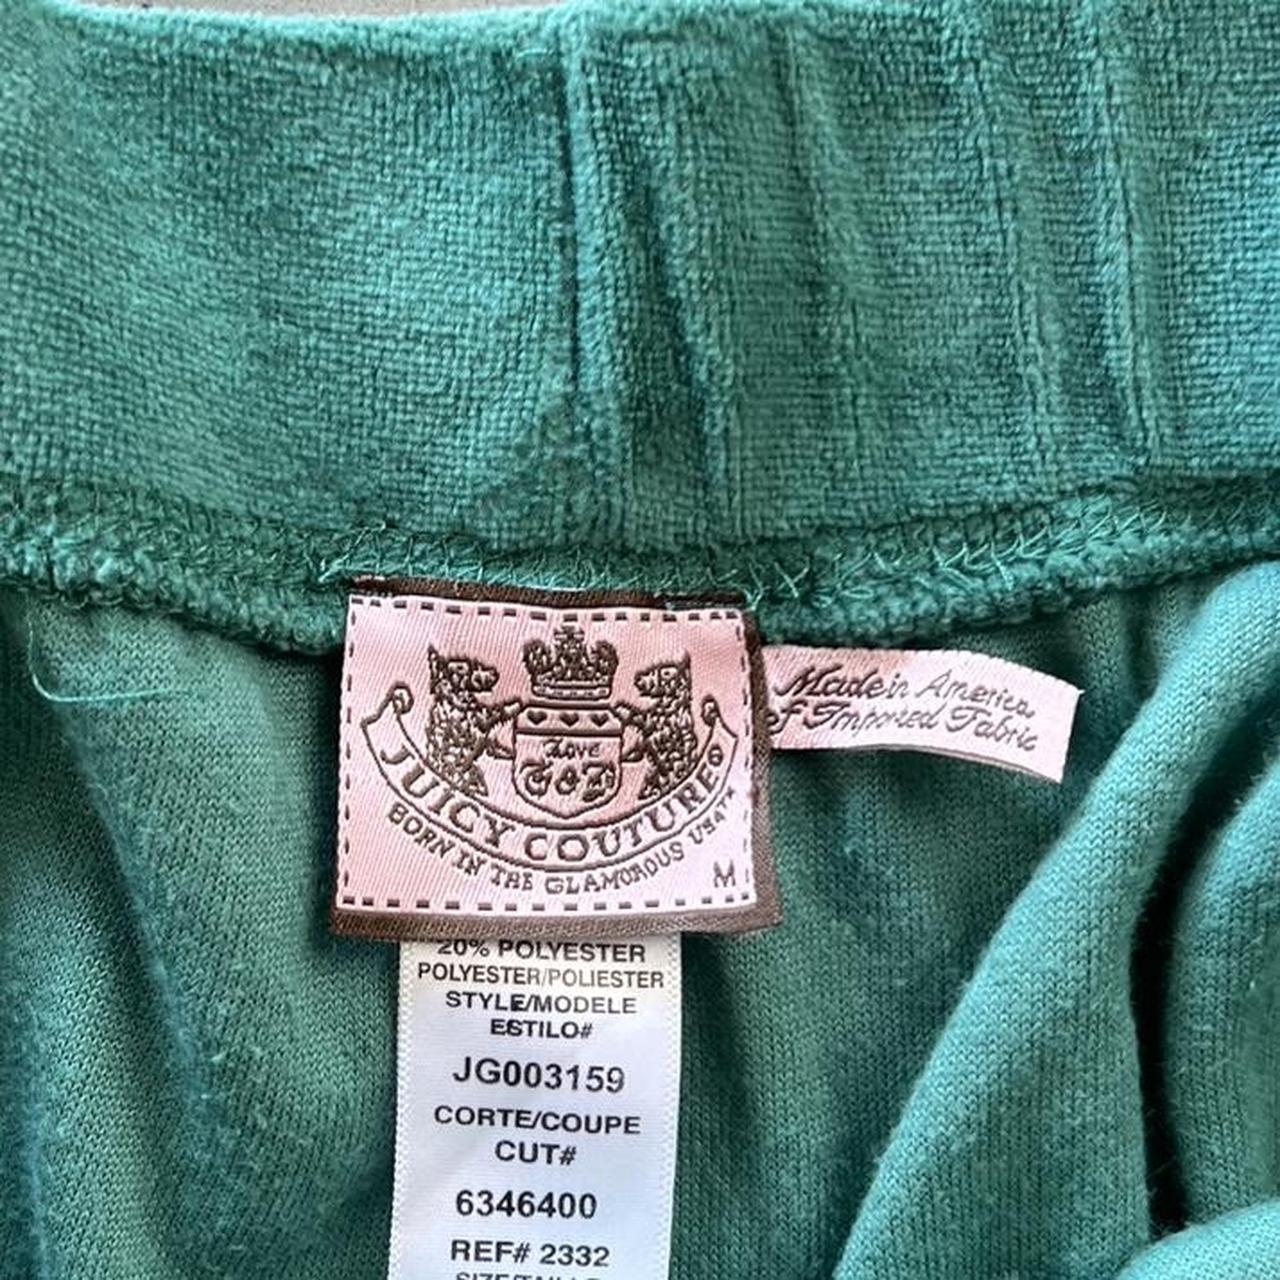 Love
G&P
JUICY COUTURE
BORN IN THE GLAMOROUS USA™
M
Made in America
of Imported Fabric
20% POLYESTER
POLYESTER/POLIESTER
STYLE/MODELE
ESTILO#
JG003159
CORTE/COUPE
CUT#
6346400
REF# 2332